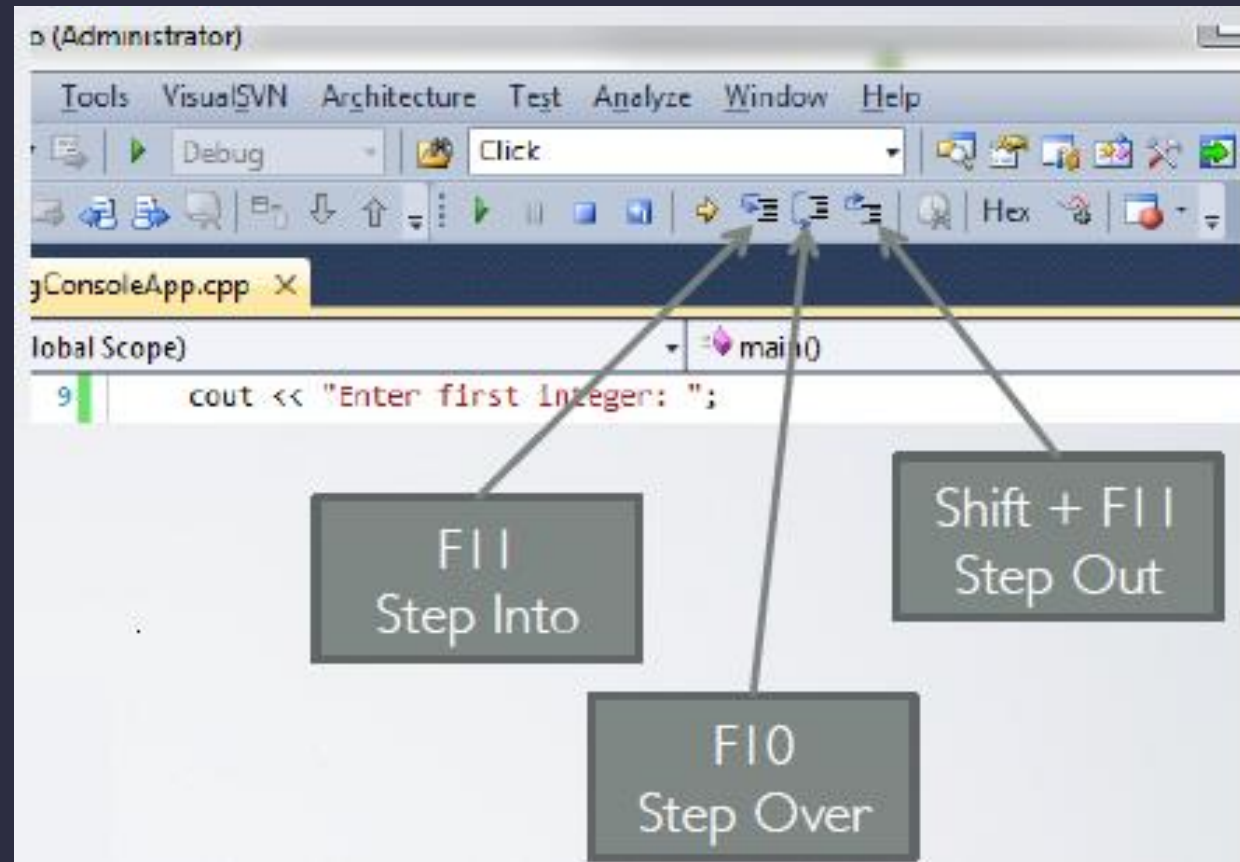 o (Administrator)
Tools VisualSVN Architecture Test Analyze Window Help
Debug Click
Hex
gConsoleApp.cpp
lobal Scope) main()
9 cout << "Enter first integer: ";
F11
Step Into
Shift + F11
Step Out
F10
Step Over